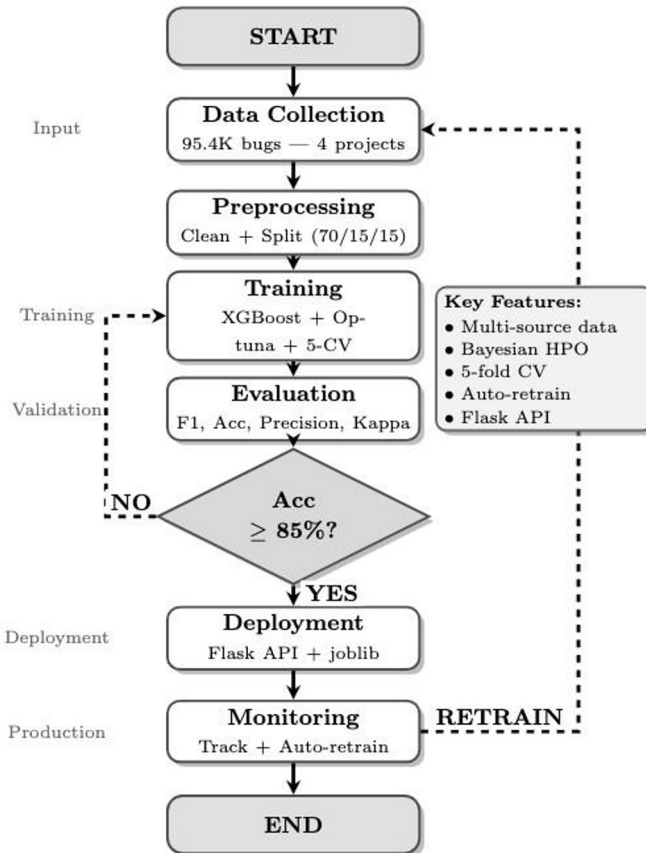 START
Input
Data Collection
95.4K bugs — 4 projects
Preprocessing
Clean + Split (70/15/15)
Training
Training
XGBoost + Op-
tuna + 5-CV
Key Features:
● Multi-source data
● Bayesian HPO
● 5-fold CV
● Auto-retrain
● Flask API
Validation
Evaluation
F1, Acc, Precision, Kappa
NO
Acc
≥ 85%?
YES
Deployment
Deployment
Flask API + joblib
Production
Monitoring
Track + Auto-retrain
RETRAIN
END